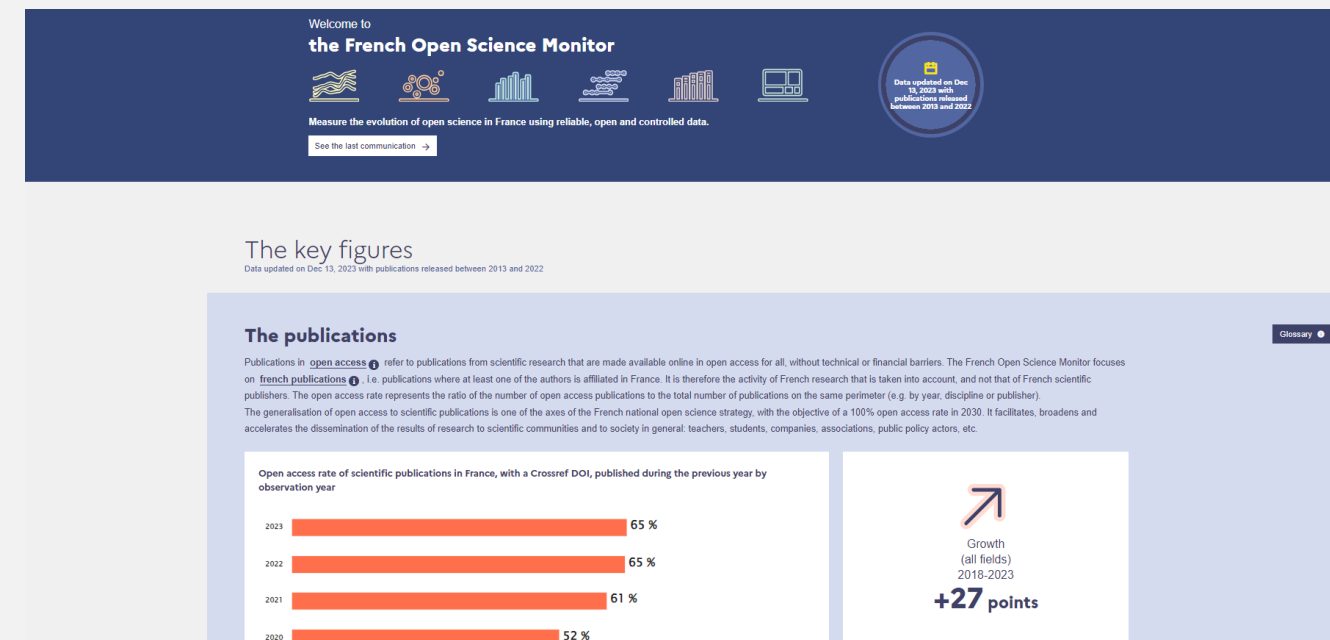 Welcome to
the French Open Science Monitor
Data updated on Dec
13, 2023 with
publications released
between 2013 and 2022
Measure the evolution of open science in France using reliable, open and controlled data.
See the last communication →
The key figures
Data updated on Dec 13, 2023 with publications released between 2013 and 2022
The publications
Glossary
Publications in open access refer to publications from scientific research that are made available online in open access for all, without technical or financial barriers. The French Open Science Monitor focuses
on french publications , i.e. publications where at least one of the authors is affiliated in France. It is therefore the activity of French research that is taken into account, and not that of French scientific
publishers. The open access rate represents the ratio of the number of open access publications to the total number of publications on the same perimeter (e.g. by year, discipline or publisher).
The generalisation of open access to scientific publications is one of the axes of the French national open science strategy, with the objective of a 100% open access rate in 2030. It facilitates, broadens and
accelerates the dissemination of the results of research to scientific communities and to society in general: teachers, students, companies, associations, public policy actors, etc.
Open access rate of scientific publications in France, with a Crossref DOI, published during the previous year by
observation year
2023 65 %
2022 65 %
2021 61 %
2020 52 %
Growth
(all fields)
2018-2023
+27 points